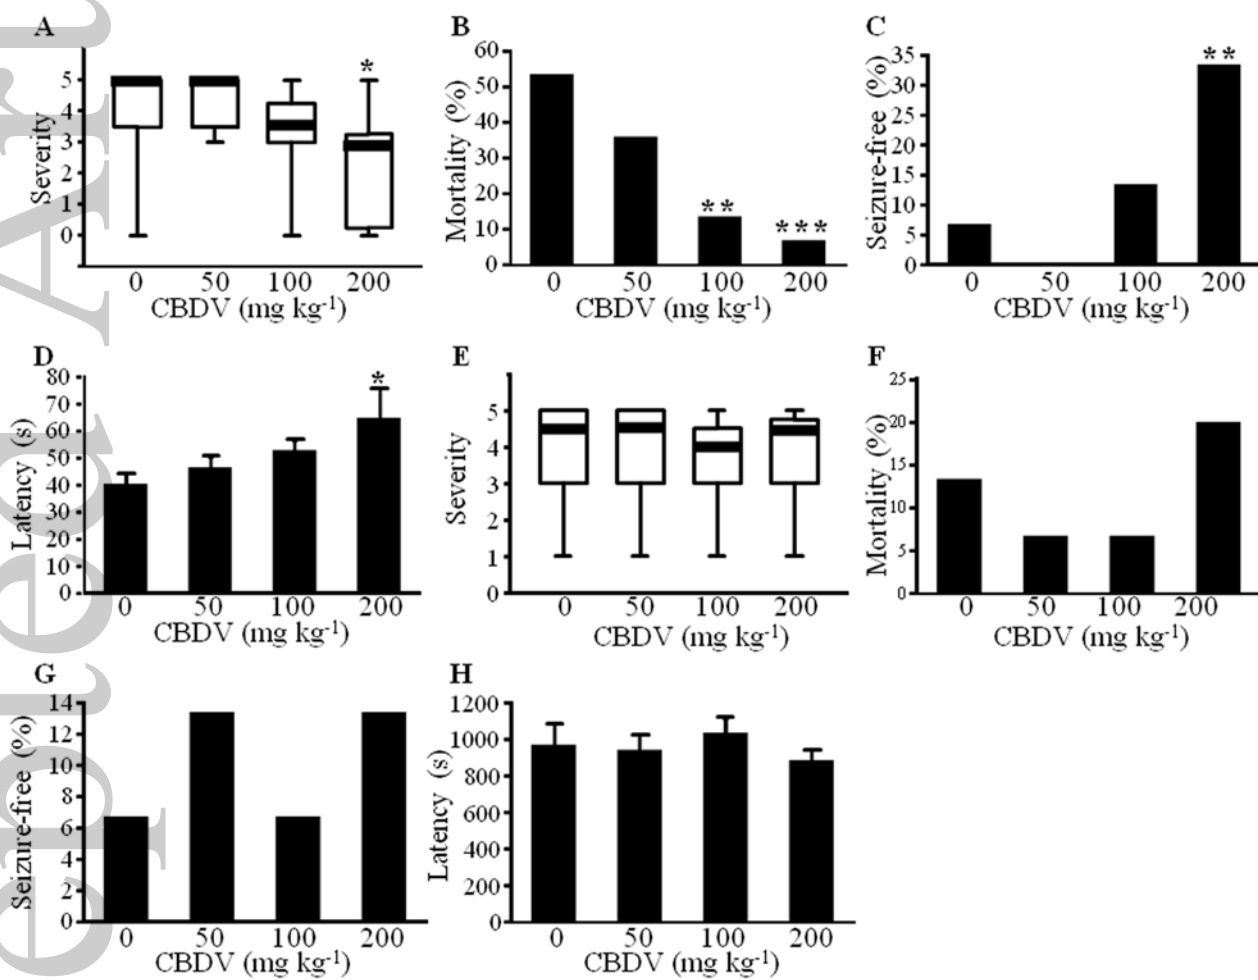 A
Severity
5
4
3
2
1
0
*
0 50 100 200
CBDV (mg kg-1)
B
Mortality (%)
60
50
40
30
20
10
0
**
***
0 50 100 200
CBDV (mg kg-1)
C
Seizure-free (%)
35
30
25
20
15
10
5
0
**
0 50 100 200
CBDV (mg kg-1)
D
Latency (s)
80
70
60
50
40
30
20
10
0
*
0 50 100 200
CBDV (mg kg-1)
E
Severity
5
4
3
2
1
0
0 50 100 200
CBDV (mg kg-1)
F
Mortality (%)
25
20
15
10
5
0
0 50 100 200
CBDV (mg kg-1)
G
Seizure-free (%)
14
12
10
8
6
4
2
0
0 50 100 200
CBDV (mg kg-1)
H
Latency (s)
1200
1000
800
600
400
200
0
0 50 100 200
CBDV (mg kg-1)
epted Art